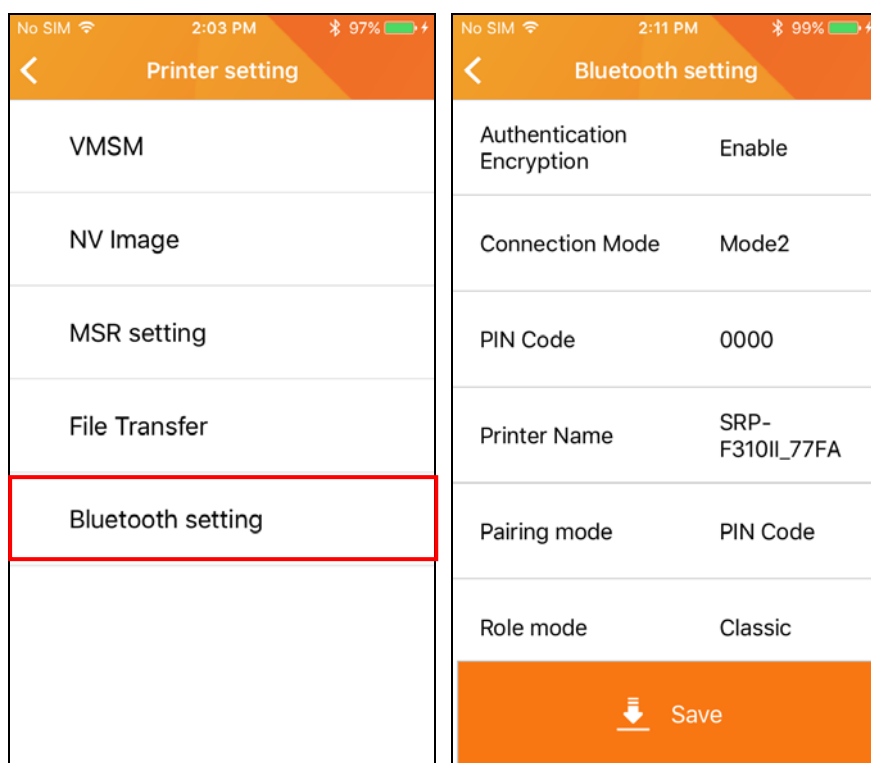 No SIM 2:03 PM 97%
Printer setting
VMSM
NV Image
MSR setting
File Transfer
Bluetooth setting
No SIM 2:11 PM 99%
Bluetooth setting
Authentication
Encryption
Enable
Connection Mode Mode2
PIN Code 0000
Printer Name
SRP-
F310II_77FA
Pairing mode PIN Code
Role mode Classic
Save